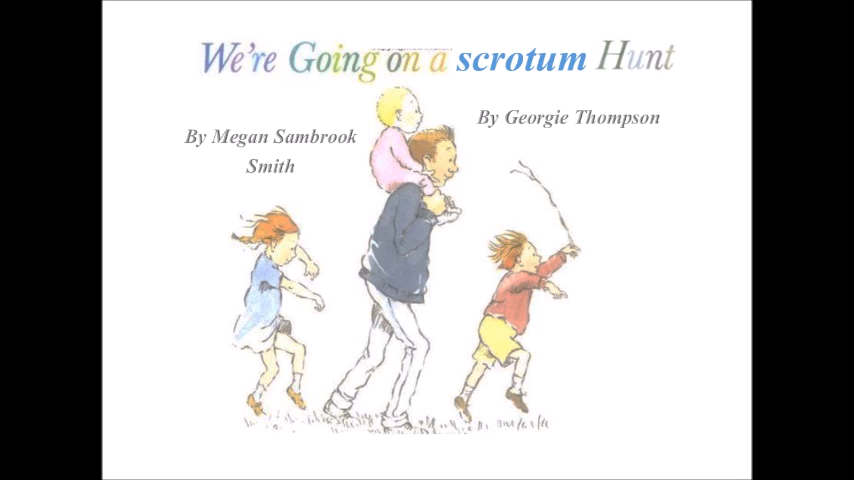 We're Going on a scrotum Hunt
By Georgie Thompson
By Megan Sambrook
Smith